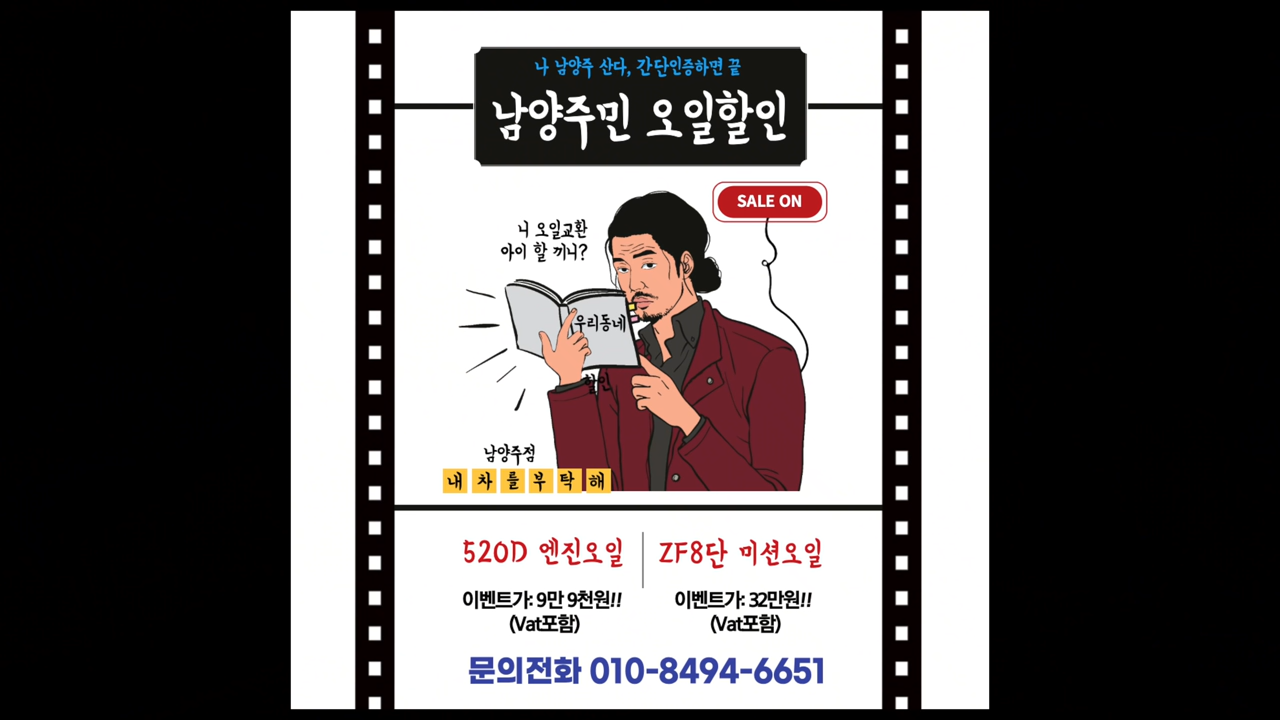 나 남양주 산다, 간단인증하면 끝
남양주민 오일할인
SALE ON
니 오일교환
아이 할 끼니?
우리동네
할인
남양주점
내차를부탁해
520D 엔진오일
이벤트가: 9만 9천원!!
(Vat포함)
ZF8단 미션오일
이벤트가: 32만원!!
(Vat포함)
문의전화 010-8494-6651